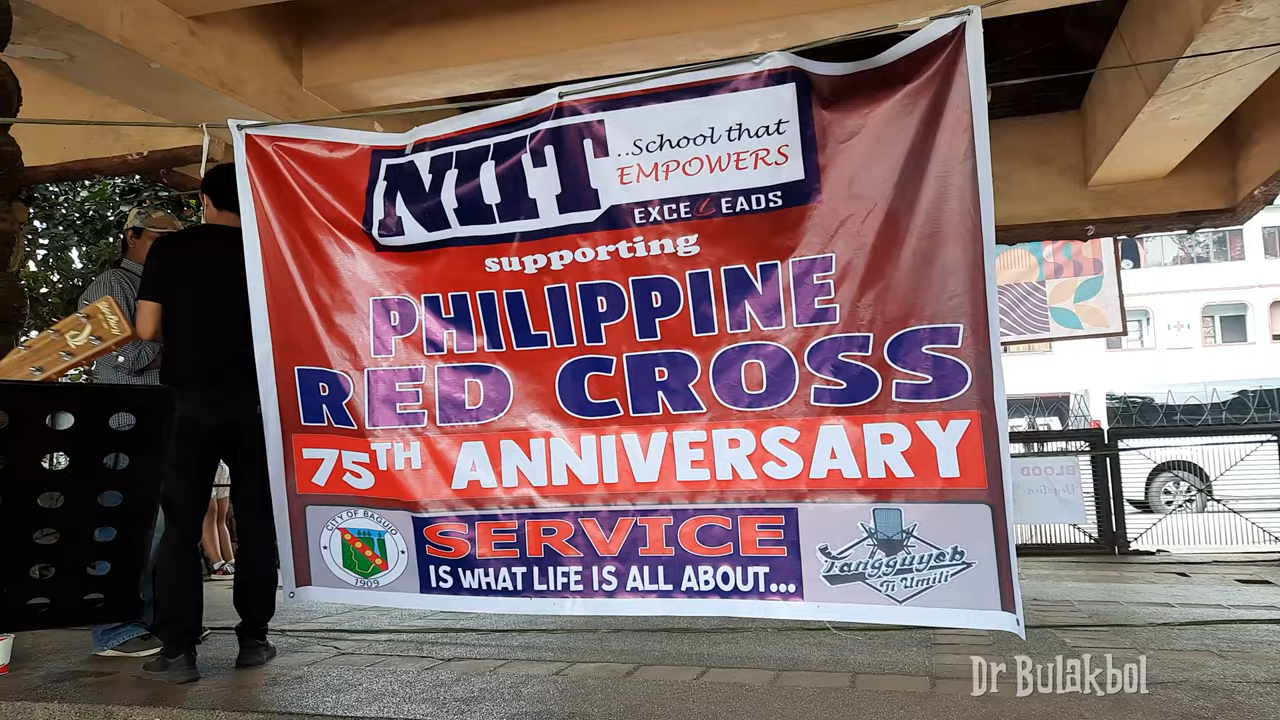 NIIT
..School that
EMPOWERS
EXCEL LEADS
supporting
PHILIPPINE
RED CROSS
75TH ANNIVERSARY
CITY OF BAGUIO
1909
SERVICE
IS WHAT LIFE IS ALL ABOUT...
Tangguyob
Ti Umili
BLOOD
Donation
Dr Bulakbol